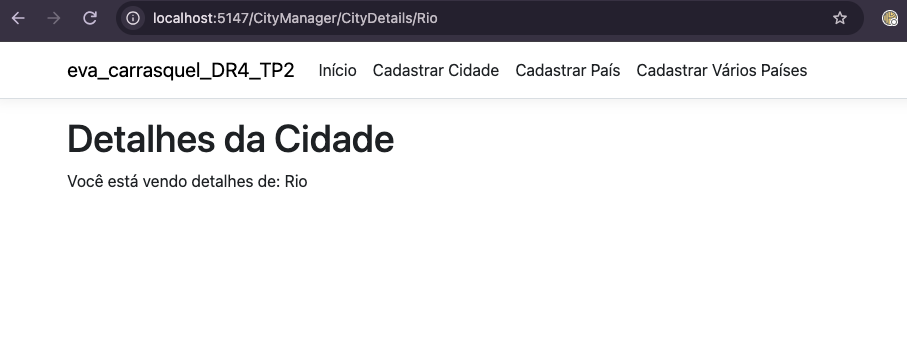 localhost:5147/CityManager/CityDetails/Rio
eva_carrasquel_DR4_TP2 Início Cadastrar Cidade Cadastrar País Cadastrar Vários Países
Detalhes da Cidade
Você está vendo detalhes de: Rio